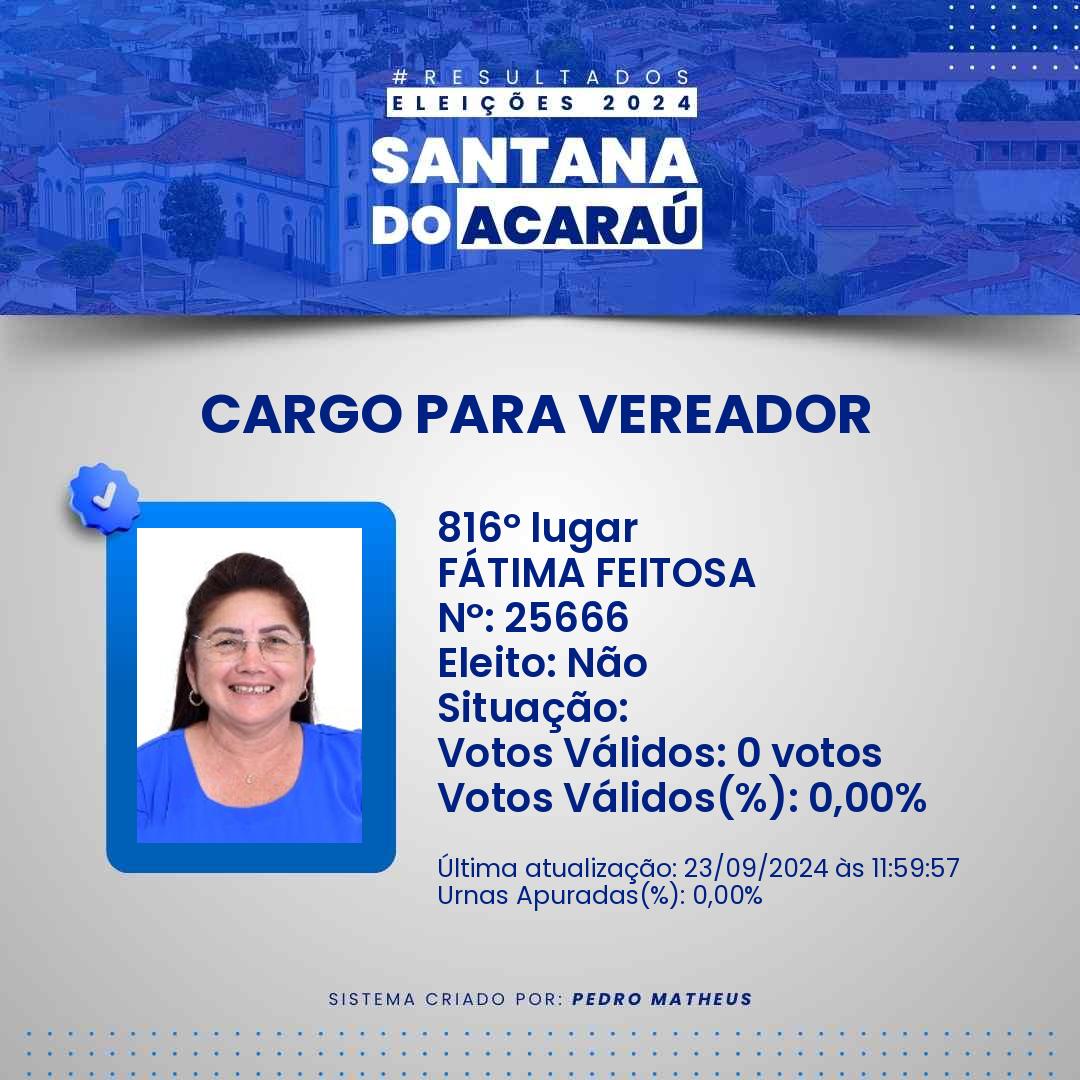 #RESULTADOS
ELEIÇÕES 2024
SANTANA
DO ACARAÚ
CARGO PARA VEREADOR
816º lugar
FÁTIMA FEITOSA
Nº: 25666
Eleito: Não
Situação:
Votos Válidos: 0 votos
Votos Válidos(%): 0,00%
Última atualização: 23/09/2024 às 11:59:57
Urnas Apuradas(%): 0,00%
SISTEMA CRIADO POR: PEDRO MATHEUS